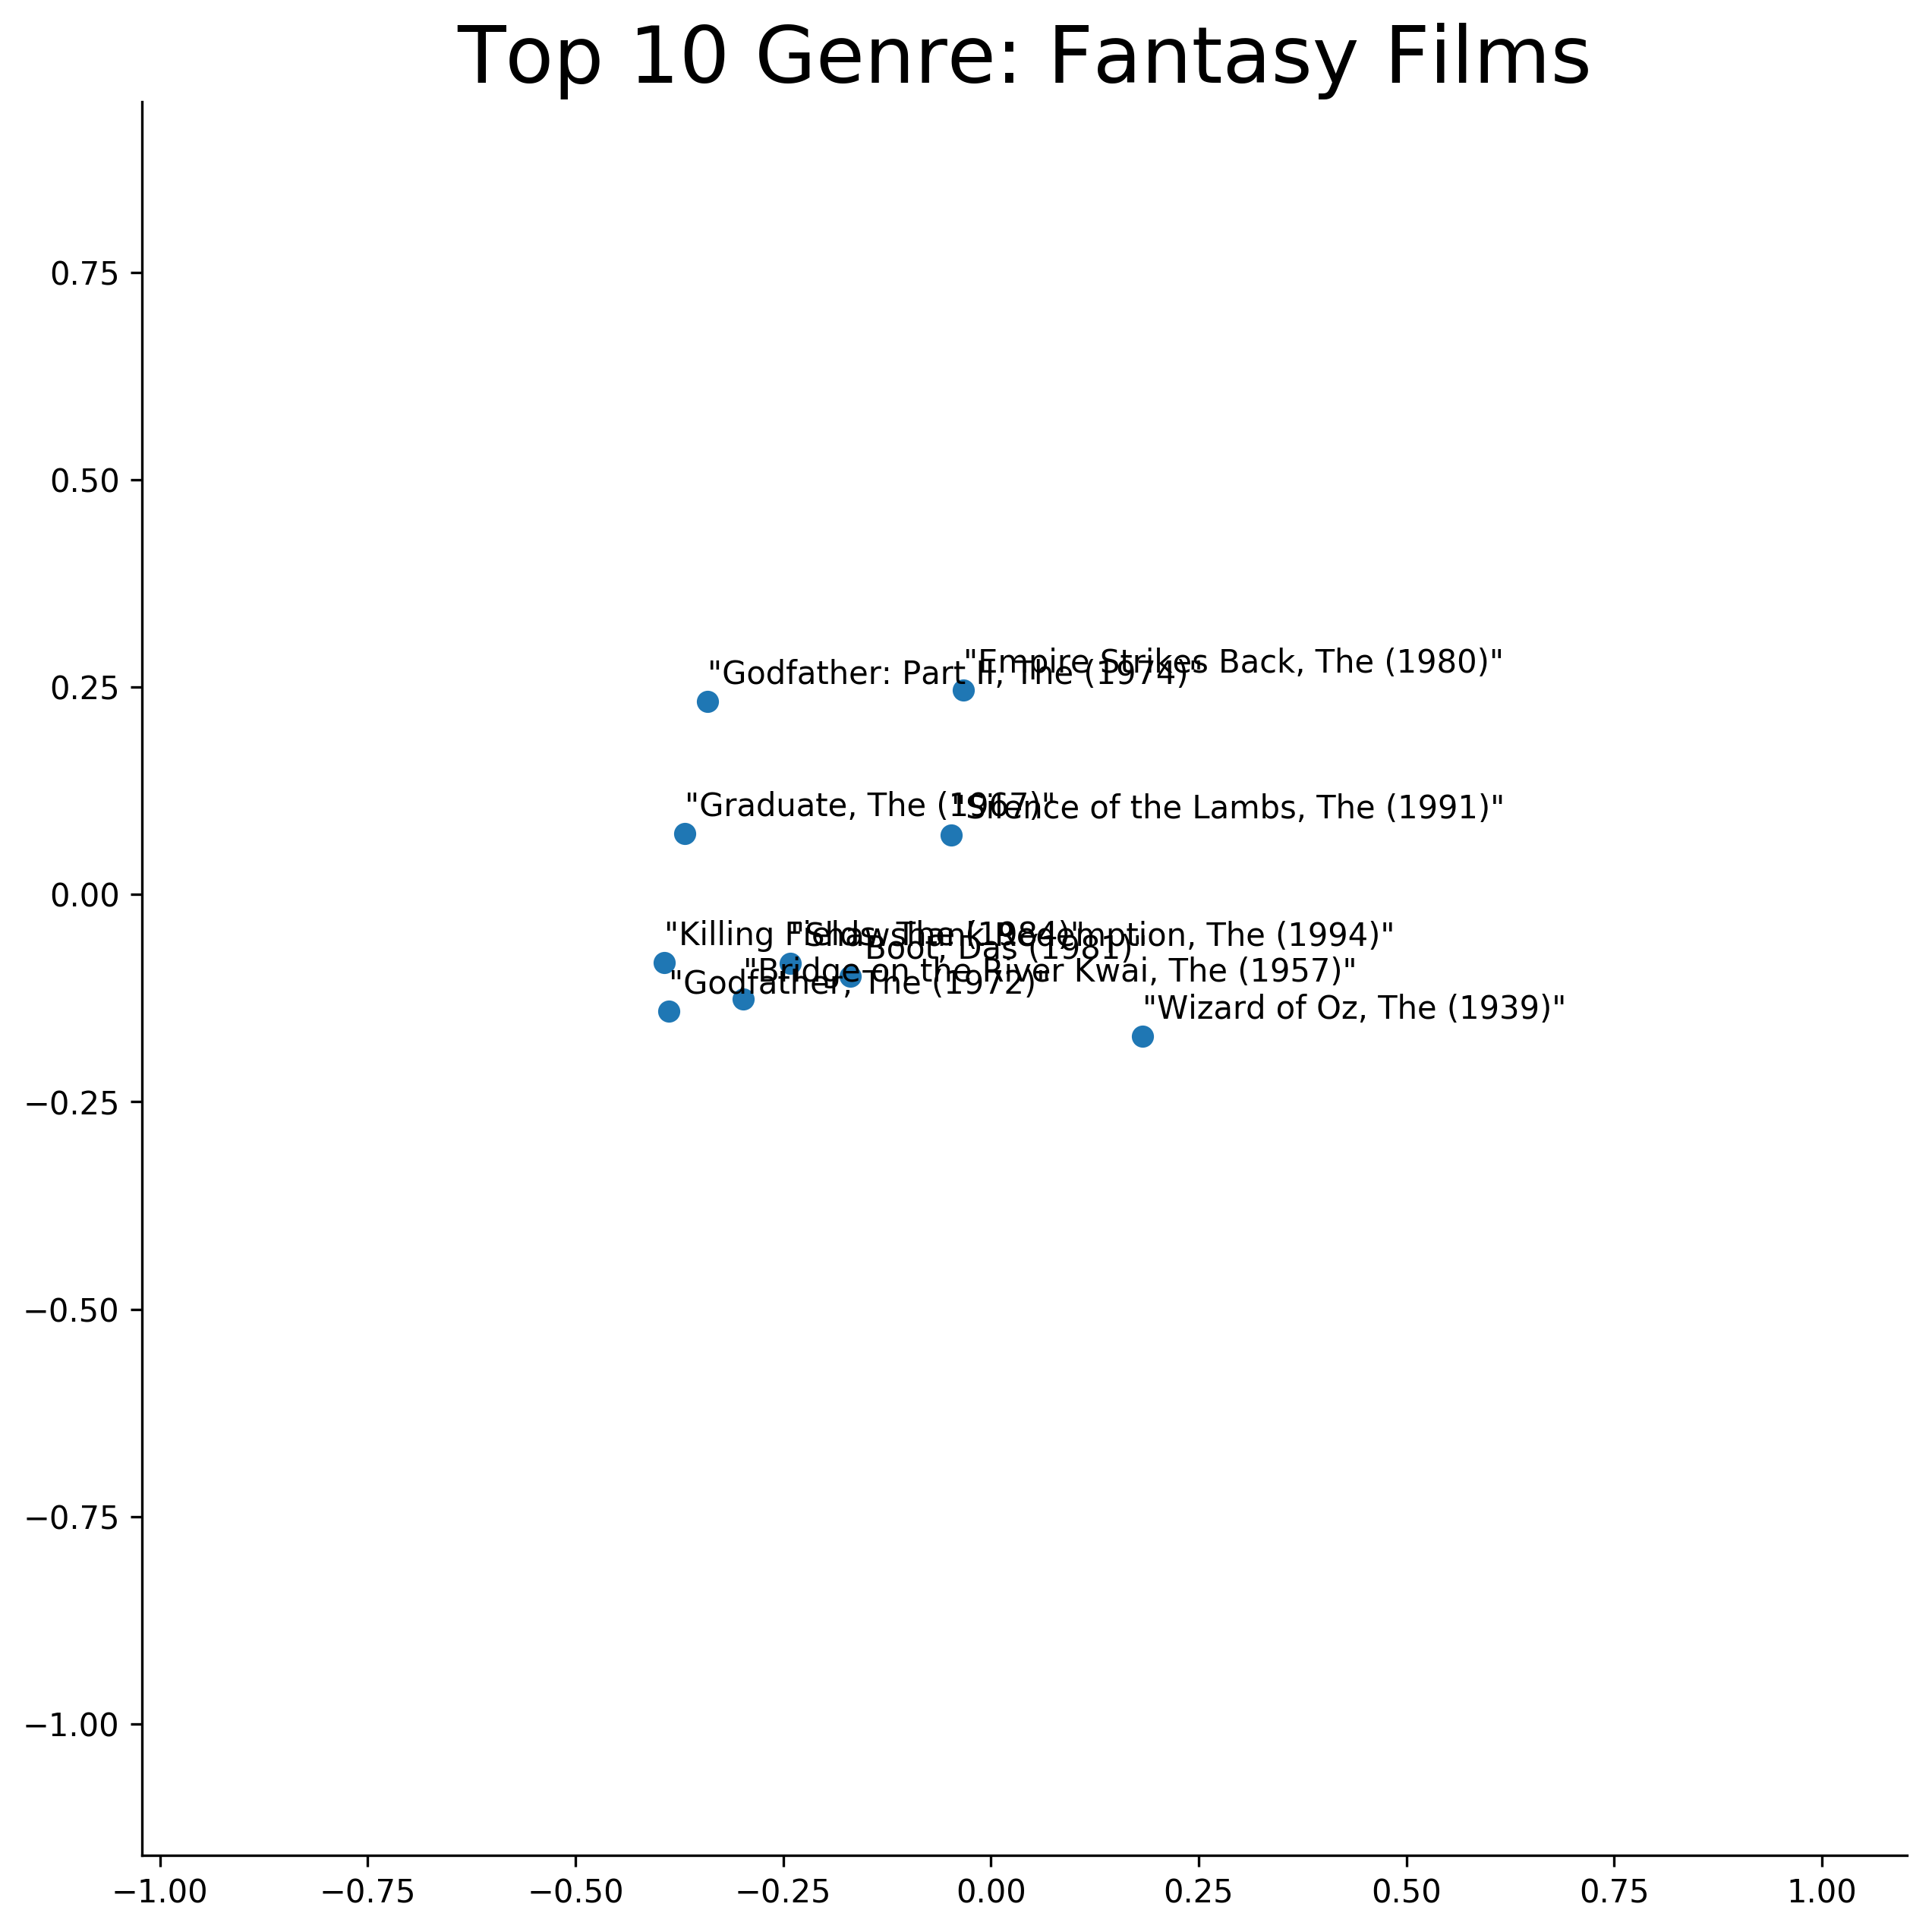 Top 10 Genre: Fantasy Films
0.75
0.50
0.25
0.00
−0.25
−0.50
−0.75
−1.00
"Empire Strikes Back, The (1980)"
"Godfather: Part II, The (1974)"
"Graduate, The (1967)"
"Silence of the Lambs, The (1991)"
"Killing Fields, The (1984)"
"Shawshank Redemption, The (1994)"
"Boot, Das (1981)"
"Bridge on the River Kwai, The (1957)"
"Godfather, The (1972)"
"Wizard of Oz, The (1939)"
−1.00 −0.75 −0.50 −0.25 0.00 0.25 0.50 0.75 1.00